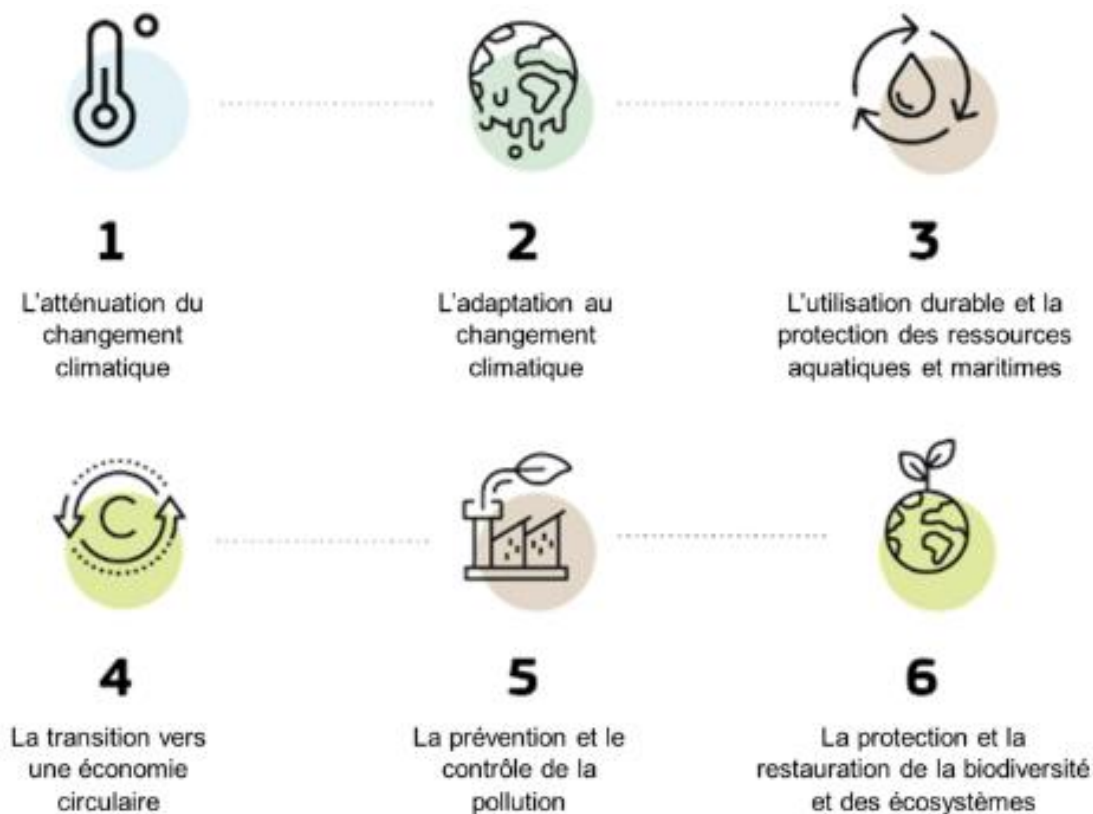 1
L'atténuation du
changement
climatique
2
L'adaptation au
changement
climatique
3
L'utilisation durable et la
protection des ressources
aquatiques et maritimes
C
4
La transition vers
une économie
circulaire
5
La prévention et le
contrôle de la
pollution
6
La protection et la
restauration de la biodiversité
et des écosystèmes